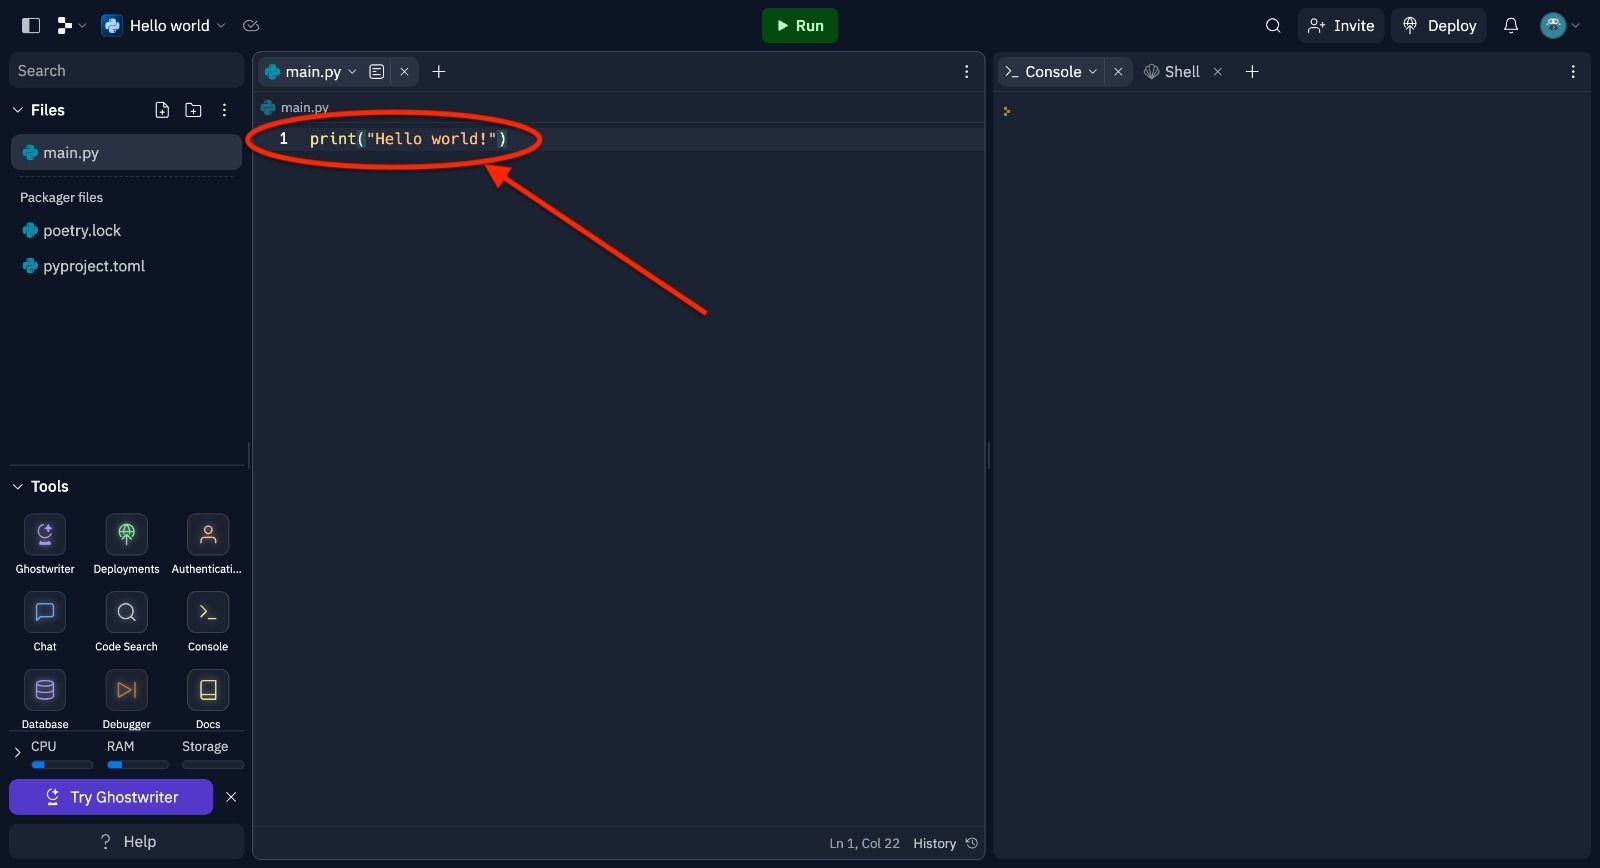 Hello world
Run
Invite
Deploy
Search
Files
main.py
Packager files
poetry.lock
pyproject.toml
Tools
Ghostwriter
Deployments
Authenticati...
Chat
Code Search
Console
Database
Debugger
Docs
CPU
RAM
Storage
Try Ghostwriter
? Help
main.py
main.py
1 print("Hello world!")
Ln 1, Col 22
History
>_ Console
Shell